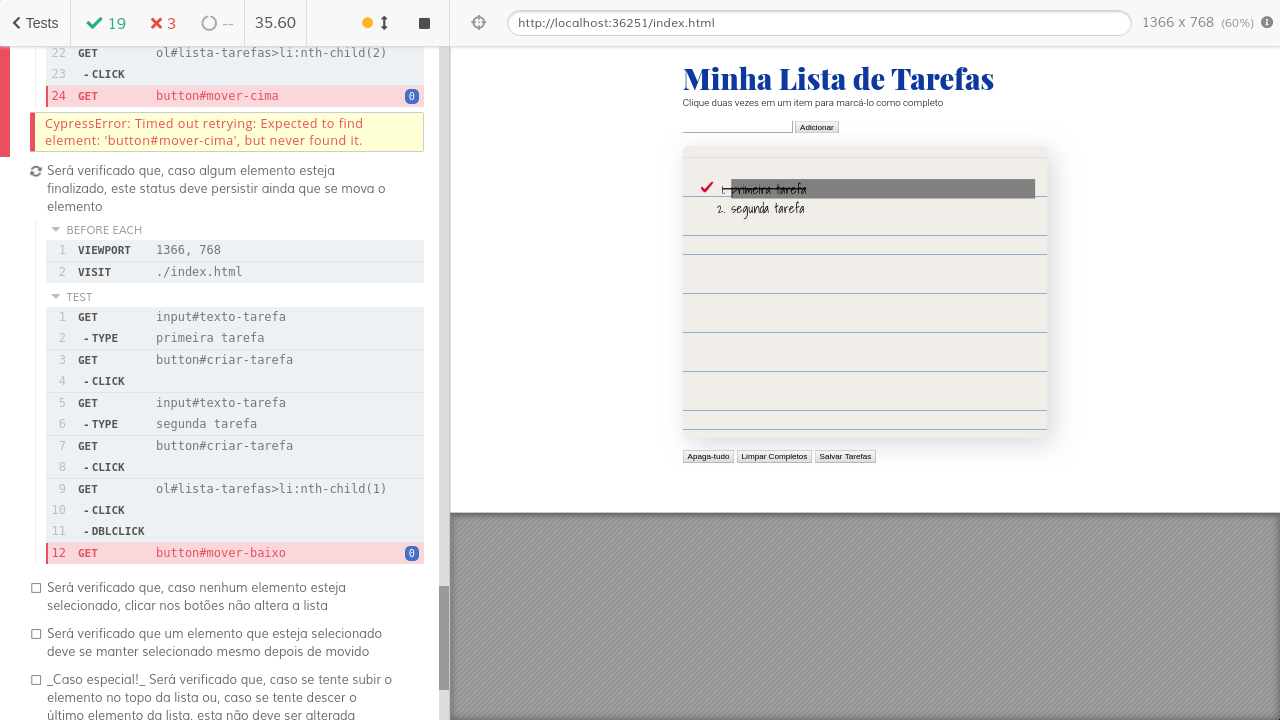 Tests 19 3 -- 35.60 http://localhost:36251/index.html 1366 x 768 (60%)
22 GET ol#lista-tarefas>li:nth-child(2)
23 - CLICK
24 GET button#mover-cima 0
CypressError: Timed out retrying: Expected to find
element: 'button#mover-cima', but never found it.
Será verificado que, caso algum elemento esteja
finalizado, este status deve persistir ainda que se mova o
elemento
BEFORE EACH
1 VIEWPORT 1366, 768
2 VISIT ./index.html
TEST
1 GET input#texto-tarefa
2 - TYPE primeira tarefa
3 GET button#criar-tarefa
4 - CLICK
5 GET input#texto-tarefa
6 - TYPE segunda tarefa
7 GET button#criar-tarefa
8 - CLICK
9 GET ol#lista-tarefas>li:nth-child(1)
10 - CLICK
11 - DBLCLICK
12 GET button#mover-baixo 0
Será verificado que, caso nenhum elemento esteja
selecionado, clicar nos botões não altera a lista
Será verificado que um elemento que esteja selecionado
deve se manter selecionado mesmo depois de movido
_Caso especial!_ Será verificado que, caso se tente subir o
elemento no topo da lista ou, caso se tente descer o
último elemento da lista, esta não deve ser alterada
Minha Lista de Tarefas
Clique duas vezes em um item para marcá-lo como completo
Adicionar
1. primeira tarefa
2. segunda tarefa
Apaga-tudo Limpar Completos Salvar Tarefas